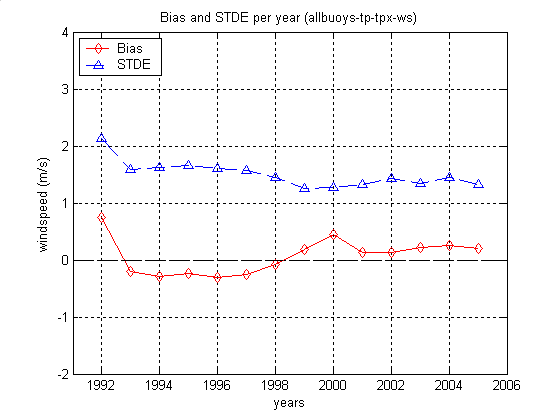 Bias and STDE per year (allbuoys-tp-tpx-ws)
Bias
STDE
windspeed (m/s)
4
3
2
1
0
-1
-2
1992 1994 1996 1998 2000 2002 2004 2006
years